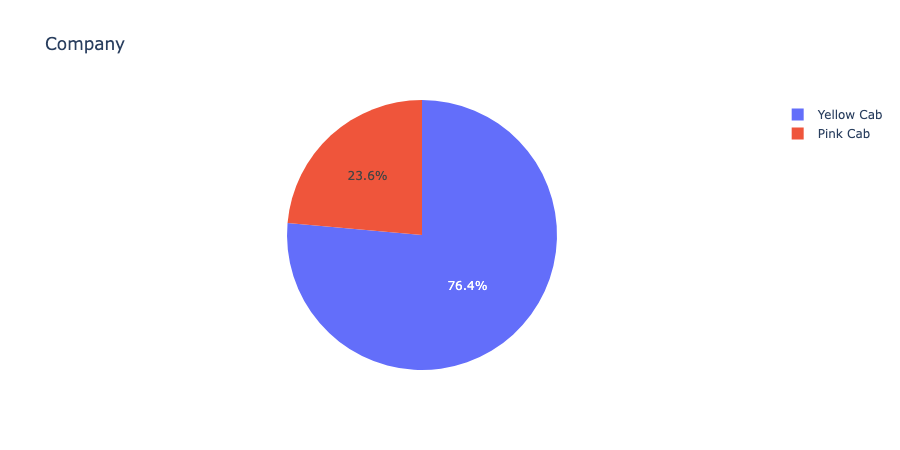 Company
Yellow Cab
Pink Cab
23.6%
76.4%